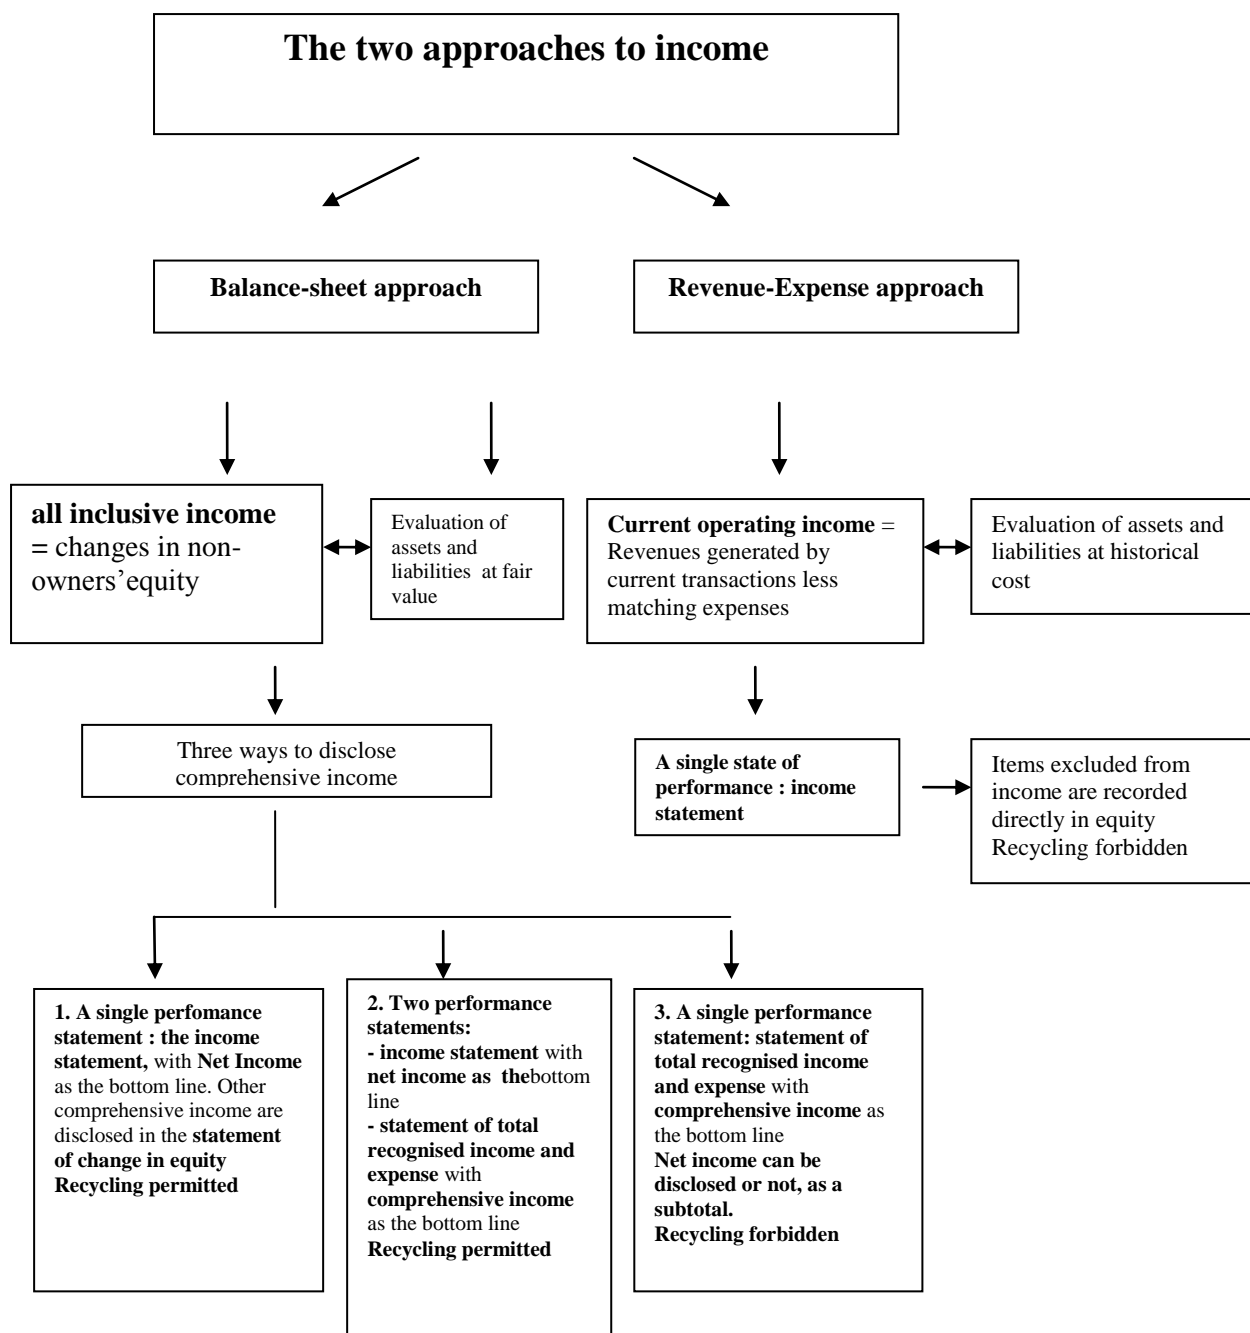 The two approaches to income
Balance-sheet approach
Revenue-Expense approach
all inclusive income
= changes in non-
owners'equity
Evaluation of
assets and
liabilities at fair
value
Current operating income =
Revenues generated by
current transactions less
matching expenses
Evaluation of assets and
liabilities at historical
cost
Three ways to disclose
comprehensive income
A single state of
performance : income
statement
Items excluded from
income are recorded
directly in equity
Recycling forbidden
1. A single perfomance
statement : the income
statement, with Net Income
as the bottom line. Other
comprehensive income are
disclosed in the statement
of change in equity
Recycling permitted
2. Two performance
statements:
- income statement with
net income as thebottom
line
- statement of total
recognised income and
expense with
comprehensive income
as the bottom line
Recycling permitted
3. A single performance
statement: statement of
total recognised income
and expense with
comprehensive income as
the bottom line
Net income can be
disclosed or not, as a
subtotal.
Recycling forbidden